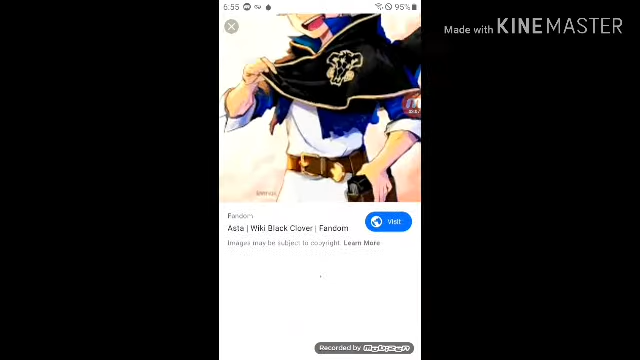 6:55
95%
Made with KINEMASTER
Fandom
Visit
Asta | Wiki Black Clover | Fandom
Images may be subject to copyright. Learn More
Recorded by